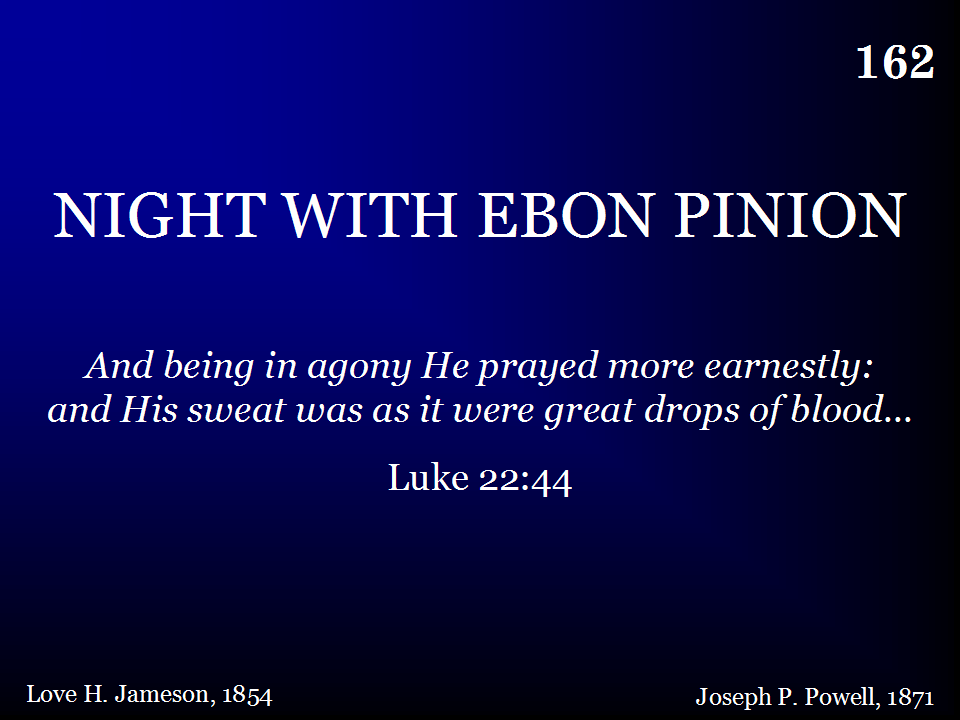 162
NIGHT WITH EBON PINION
And being in agony He prayed more earnestly:
and His sweat was as it were great drops of blood...
Luke 22:44
Love H. Jameson, 1854
Joseph P. Powell, 1871